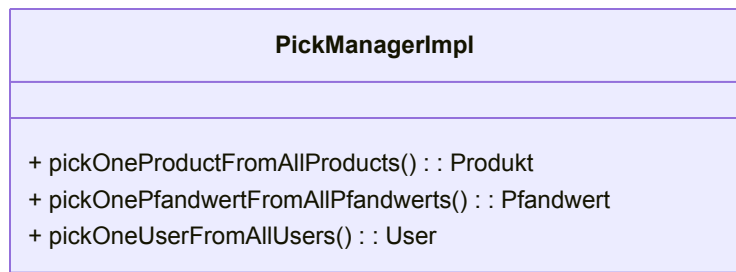 PickManagerImpl
+ pickOneProductFromAllProducts() : : Produkt
+ pickOnePfandwertFromAllPfandwerts() : : Pfandwert
+ pickOneUserFromAllUsers() : : User